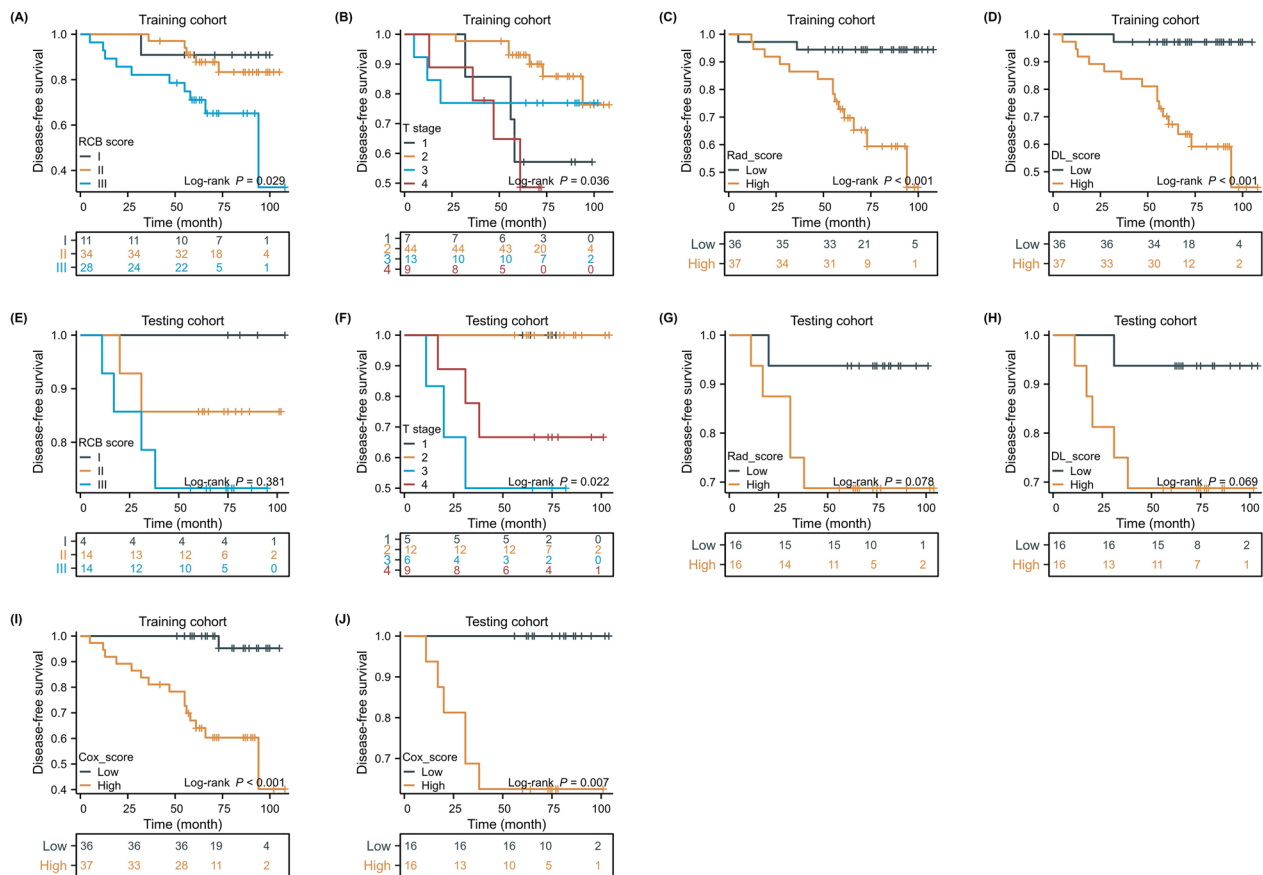 (A)
Training cohort
Disease-free survival
1.0
0.8
0.6
0.4
RCB score
I
II
III
Log-rank P = 0.029
0 25 50 75 100
Time (month)
I 11 11 10 7 1
II 34 34 32 18 4
III 28 24 22 5 1
(B)
Training cohort
Disease-free survival
1.0
0.9
0.8
0.7
0.6
0.5
T stage
1
2
3
4
Log-rank P = 0.036
0 25 50 75 100
Time (month)
1 7 7 6 3 0
2 44 44 43 20 4
3 13 10 10 7 2
4 9 8 5 0 0
(C)
Training cohort
Disease-free survival
1.0
0.9
0.8
0.7
0.6
0.5
Rad_score
Low
High
Log-rank P < 0.001
0 25 50 75 100
Time (month)
Low 36 35 33 21 5
High 37 34 31 9 1
(D)
Training cohort
Disease-free survival
1.0
0.9
0.8
0.7
0.6
0.5
DL_score
Low
High
Log-rank P < 0.001
0 25 50 75 100
Time (month)
Low 36 36 34 18 4
High 37 33 30 12 2
(E)
Testing cohort
Disease-free survival
1.0
0.9
0.8
RCB score
I
II
III
Log-rank P = 0.381
0 25 50 75 100
Time (month)
I 4 4 4 4 1
II 14 13 12 6 2
III 14 12 10 5 0
(F)
Testing cohort
Disease-free survival
1.0
0.9
0.8
0.7
0.6
0.5
T stage
1
2
3
4
Log-rank P = 0.022
0 25 50 75 100
Time (month)
1 5 5 5 2 0
2 12 12 12 7 2
3 6 4 3 2 0
4 9 8 6 4 1
(G)
Testing cohort
Disease-free survival
1.0
0.9
0.8
0.7
Rad_score
Low
High
Log-rank P = 0.078
0 25 50 75 100
Time (month)
Low 16 15 15 10 1
High 16 14 11 5 2
(H)
Testing cohort
Disease-free survival
1.0
0.9
0.8
0.7
DL_score
Low
High
Log-rank P = 0.069
0 25 50 75 100
Time (month)
Low 16 16 15 8 2
High 16 13 11 7 1
(I)
Training cohort
Disease-free survival
1.0
0.9
0.8
0.7
0.6
0.5
0.4
Cox_score
Low
High
Log-rank P < 0.001
0 25 50 75 100
Time (month)
Low 36 36 36 19 4
High 37 33 28 11 2
(J)
Testing cohort
Disease-free survival
1.0
0.9
0.8
0.7
Cox_score
Low
High
Log-rank P = 0.007
0 25 50 75 100
Time (month)
Low 16 16 16 10 2
High 16 13 10 5 1